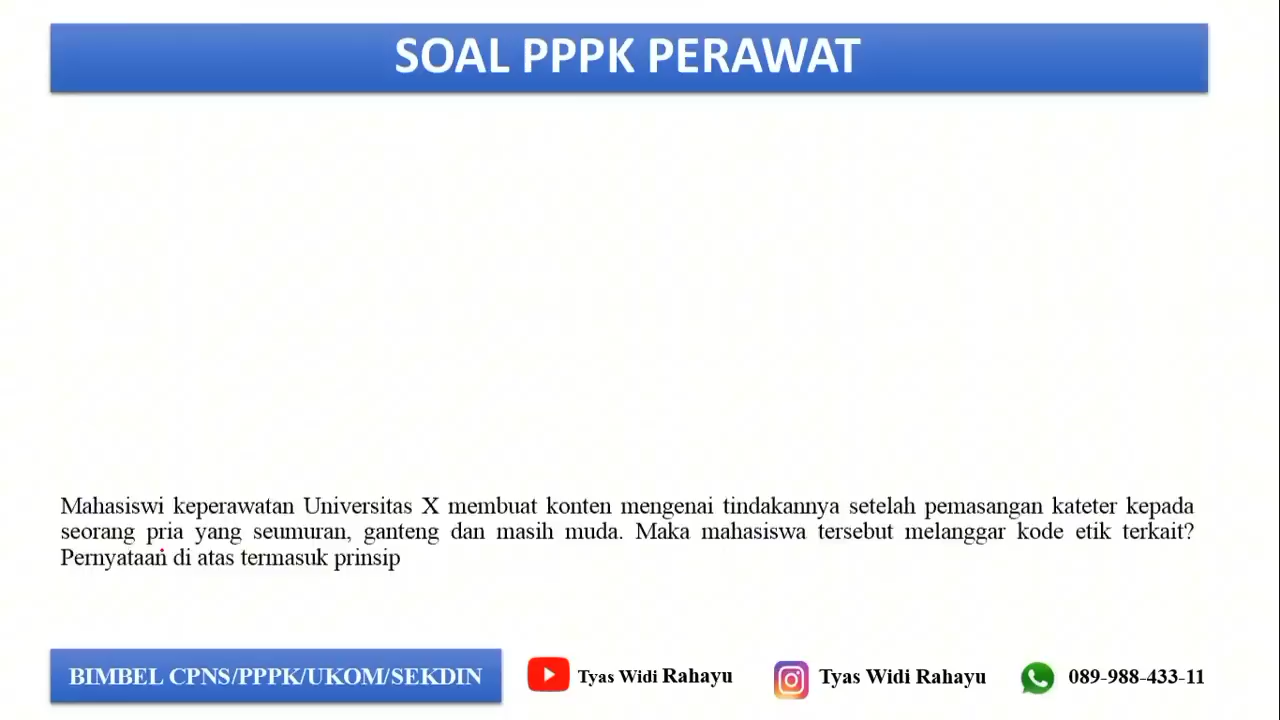 SOAL PPPK PERAWAT
Mahasiswi keperawatan Universitas X membuat konten mengenai tindakannya setelah pemasangan kateter kepada
seorang pria yang seumuran, ganteng dan masih muda. Maka mahasiswa tersebut melanggar kode etik terkait?
Pernyataan di atas termasuk prinsip
BIMBEL CPNS/PPPK/UKOM/SEKDIN
Tyas Widi Rahayu
Tyas Widi Rahayu
089-988-433-11